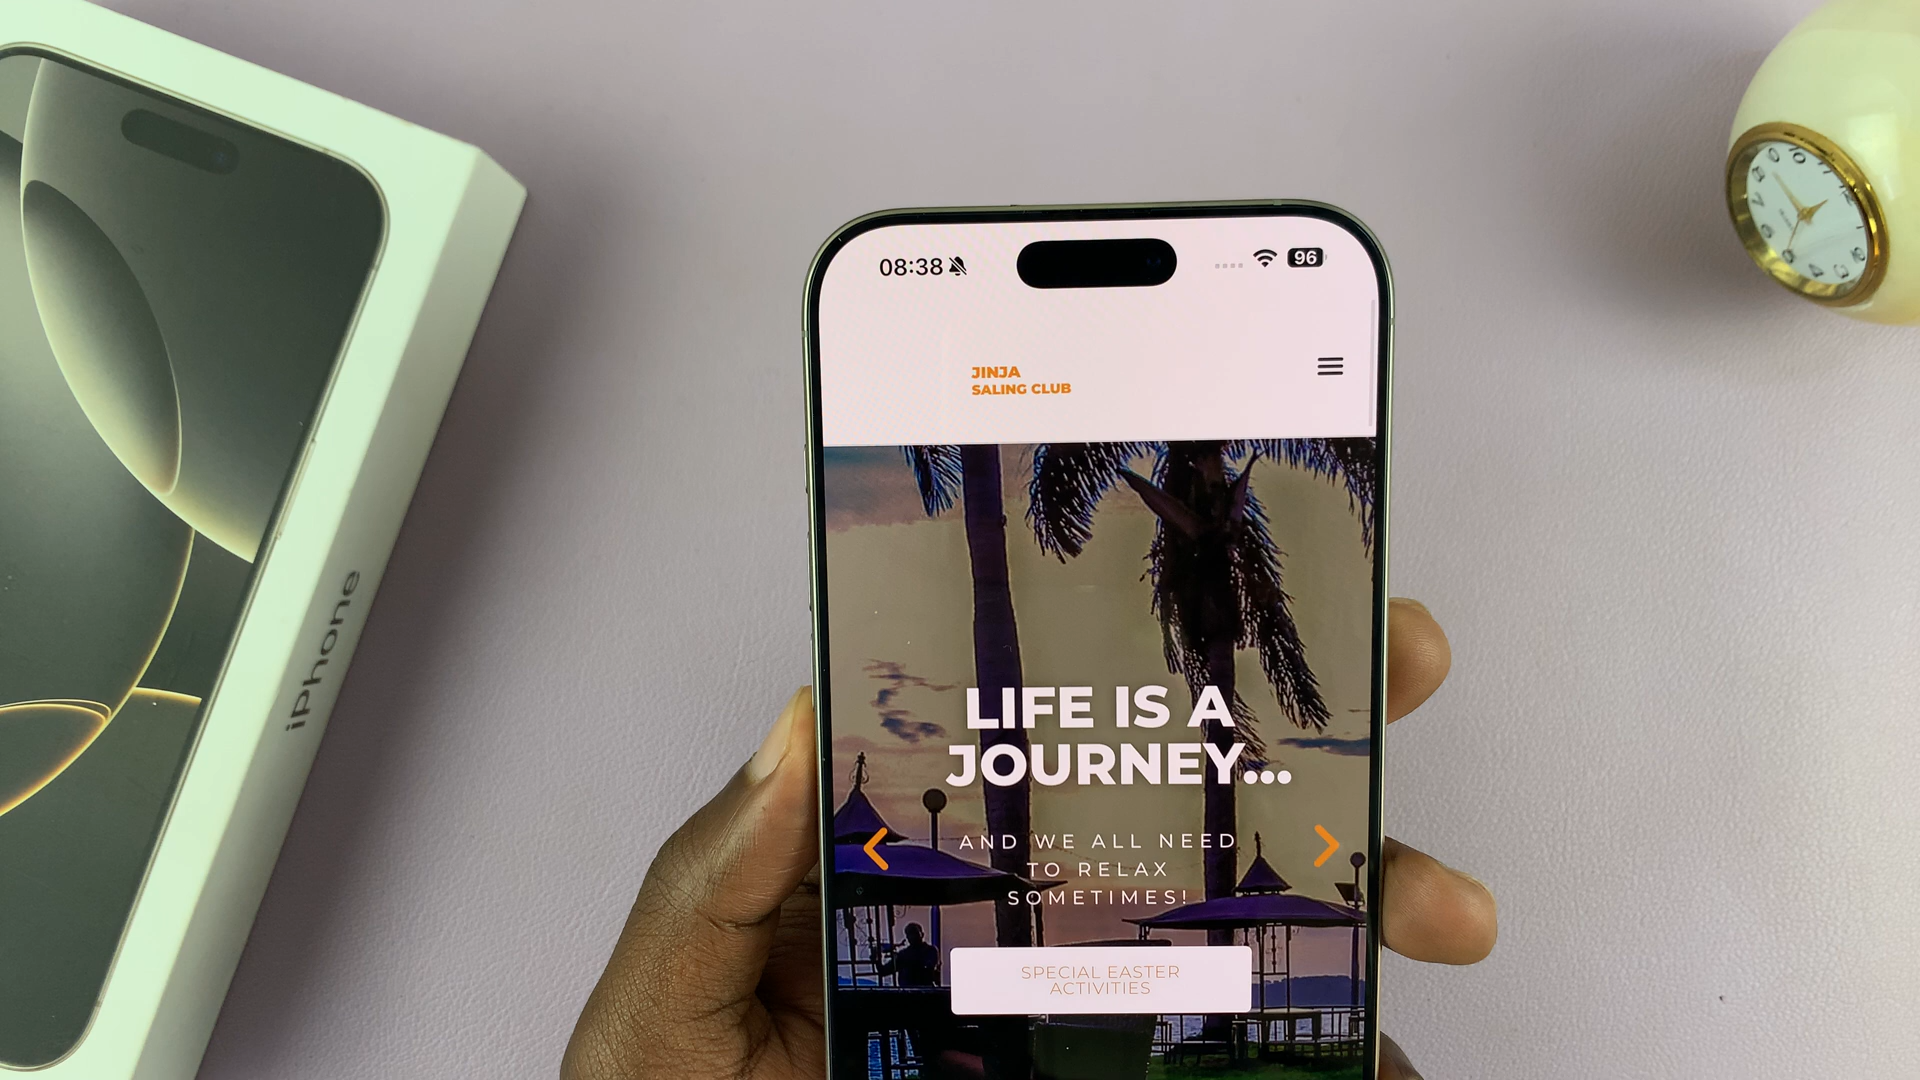 iPhone
08:38
96
JINJA
SALING CLUB
LIFE IS A
JOURNEY...
AND WE ALL NEED
TO RELAX
SOMETIMES!
SPECIAL EASTER
ACTIVITIES
10